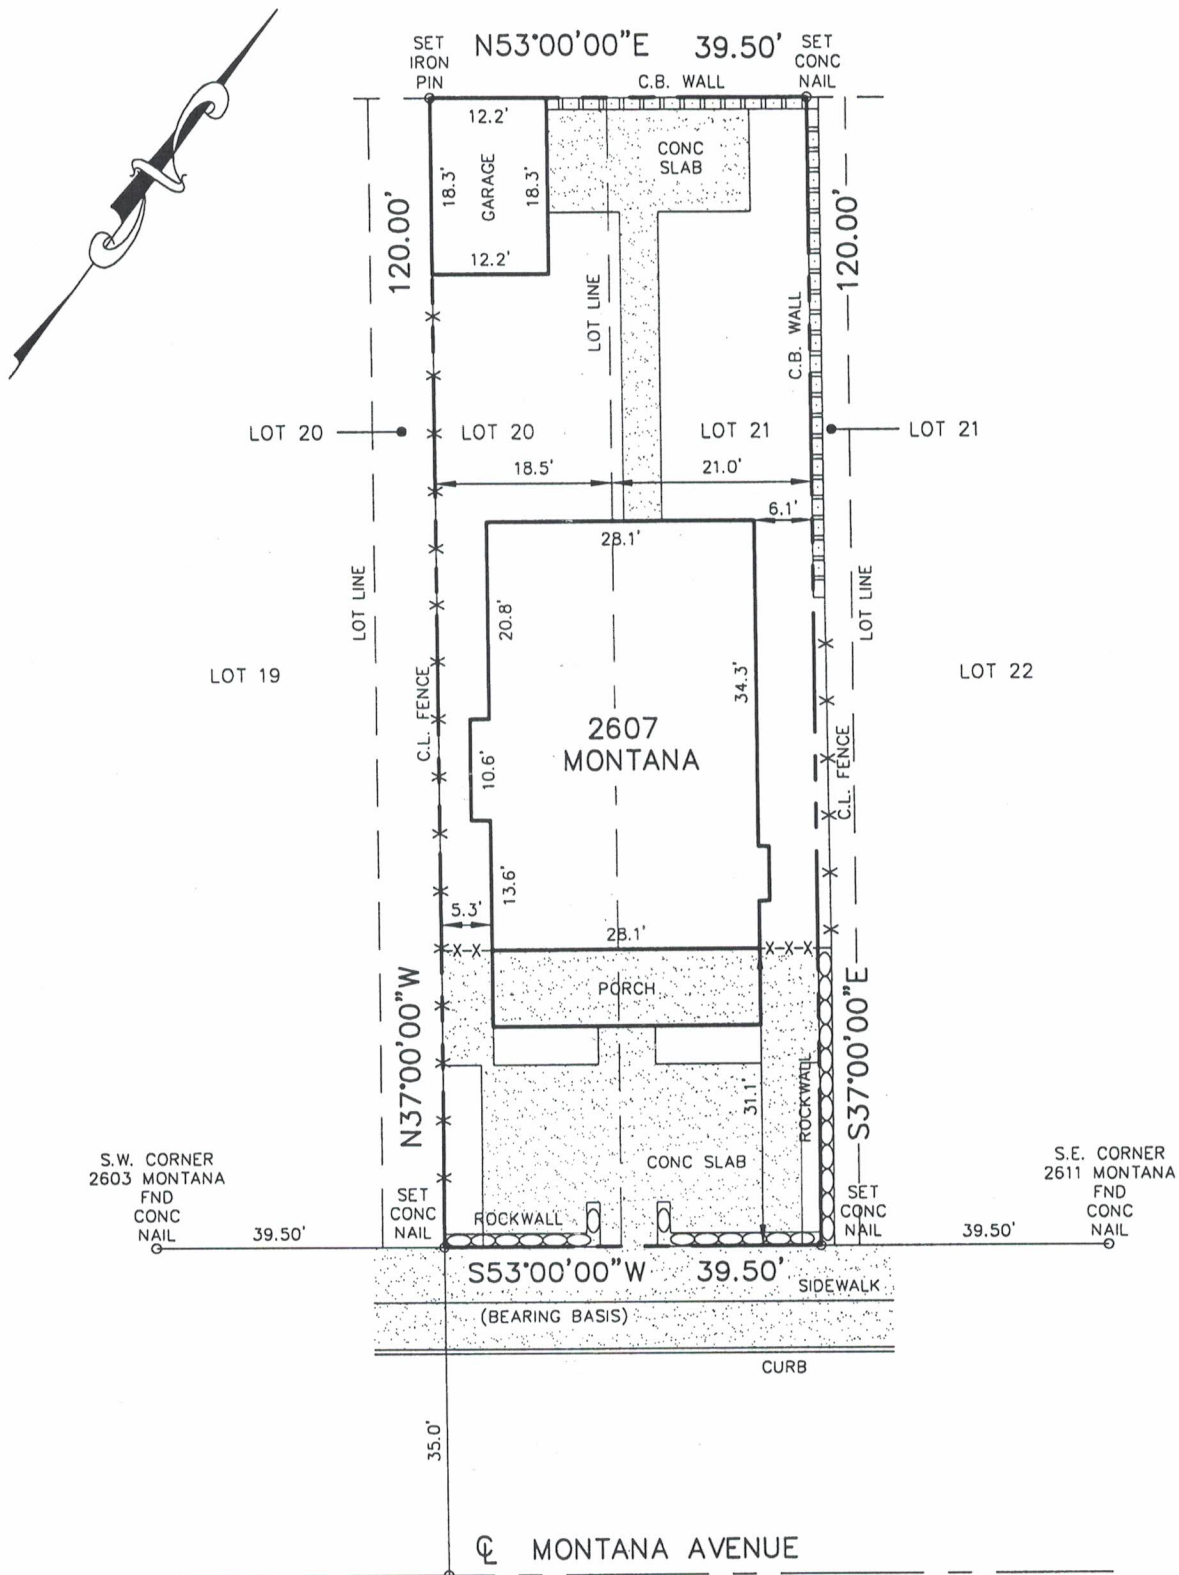 SET
IRON
PIN
N53°00'00"E 39.50'
SET
CONC
NAIL
C.B. WALL
12.2'
18.3'
GARAGE
18.3'
12.2'
CONC
SLAB
120.00'
120.00'
LOT LINE
C.B. WALL
LOT 20
LOT 20
LOT 21
LOT 21
18.5'
21.0'
6.1'
28.1'
LOT LINE
20.8'
LOT LINE
LOT 19
LOT 22
C.L. FENCE
34.3'
2607
MONTANA
10.6'
C.L. FENCE
13.6'
5.3'
28.1'
PORCH
N37°00'00"W
S37°00'00"E
31.1'
ROCKWALL
S.W. CORNER
2603 MONTANA
FND
CONC
NAIL
39.50'
SET
CONC
NAIL
ROCKWALL
CONC SLAB
SET
CONC
NAIL
S.E. CORNER
2611 MONTANA
FND
CONC
NAIL
39.50'
S53°00'00"W 39.50'
SIDEWALK
(BEARING BASIS)
CURB
35.0'
℄ MONTANA AVENUE